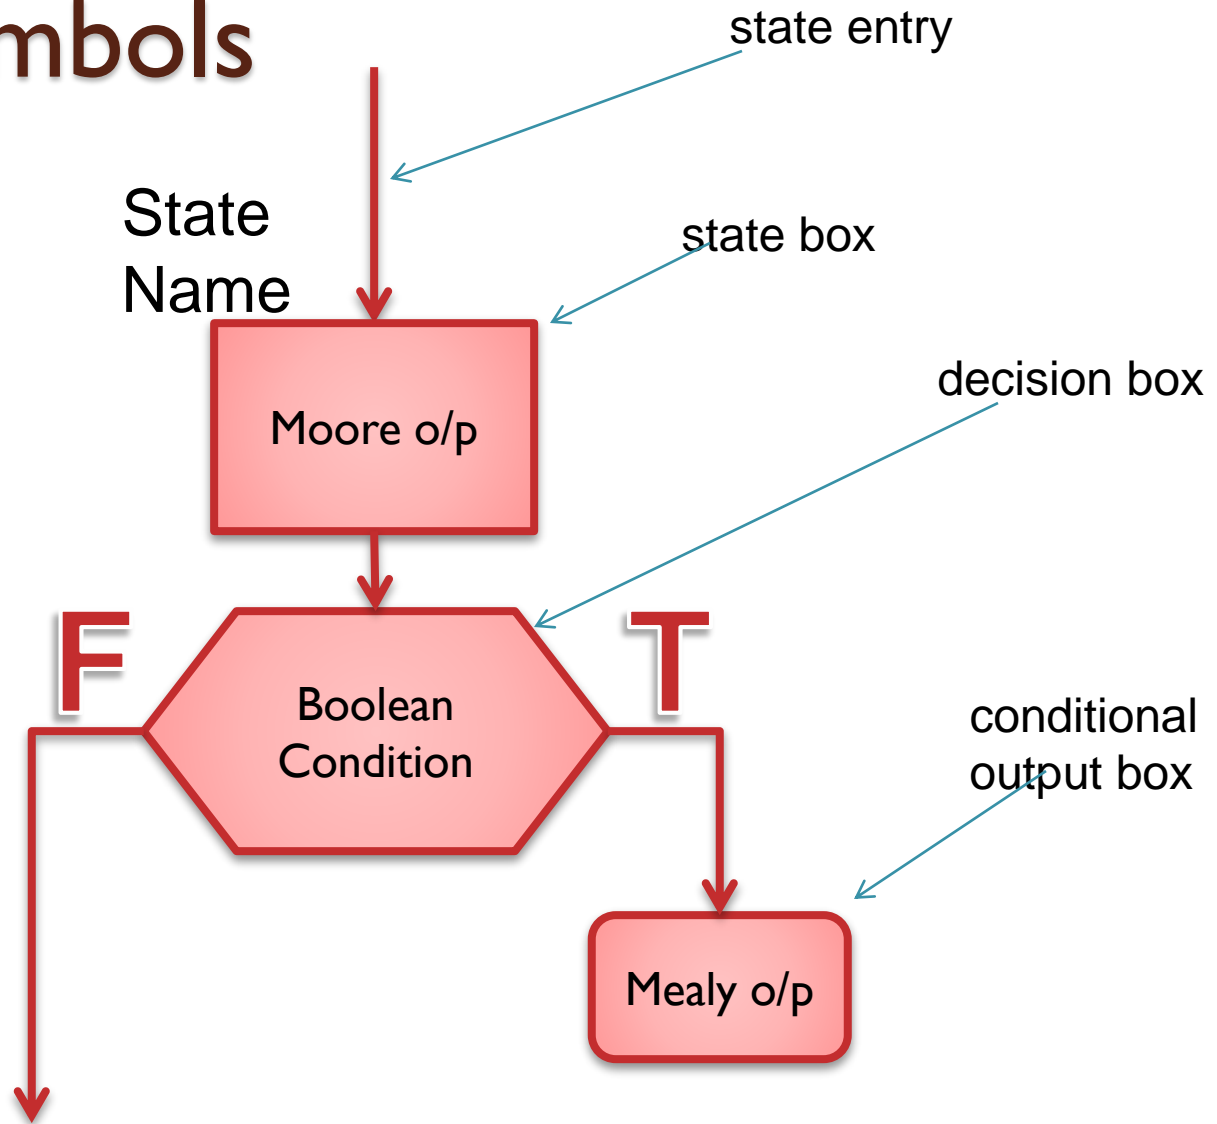 mbols
state entry
State
Name
state box
decision box
Moore o/p
F
T
Boolean
Condition
conditional
output box
Mealy o/p